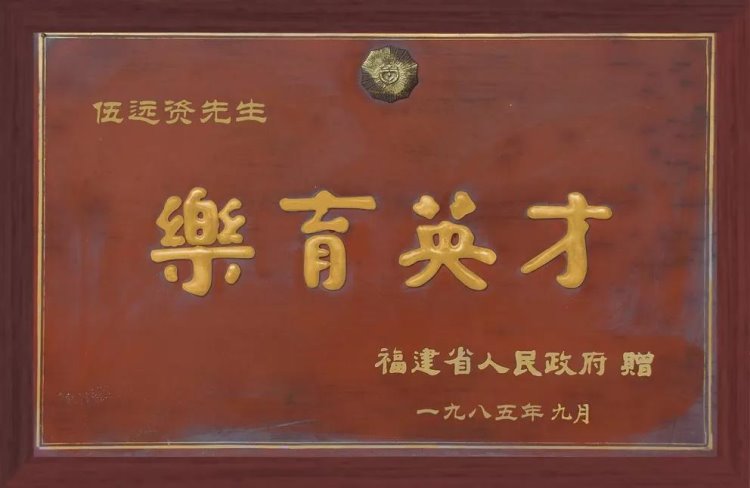 伍远资先生
樂育英才
福建省人民政府 赠
一九八五年九月